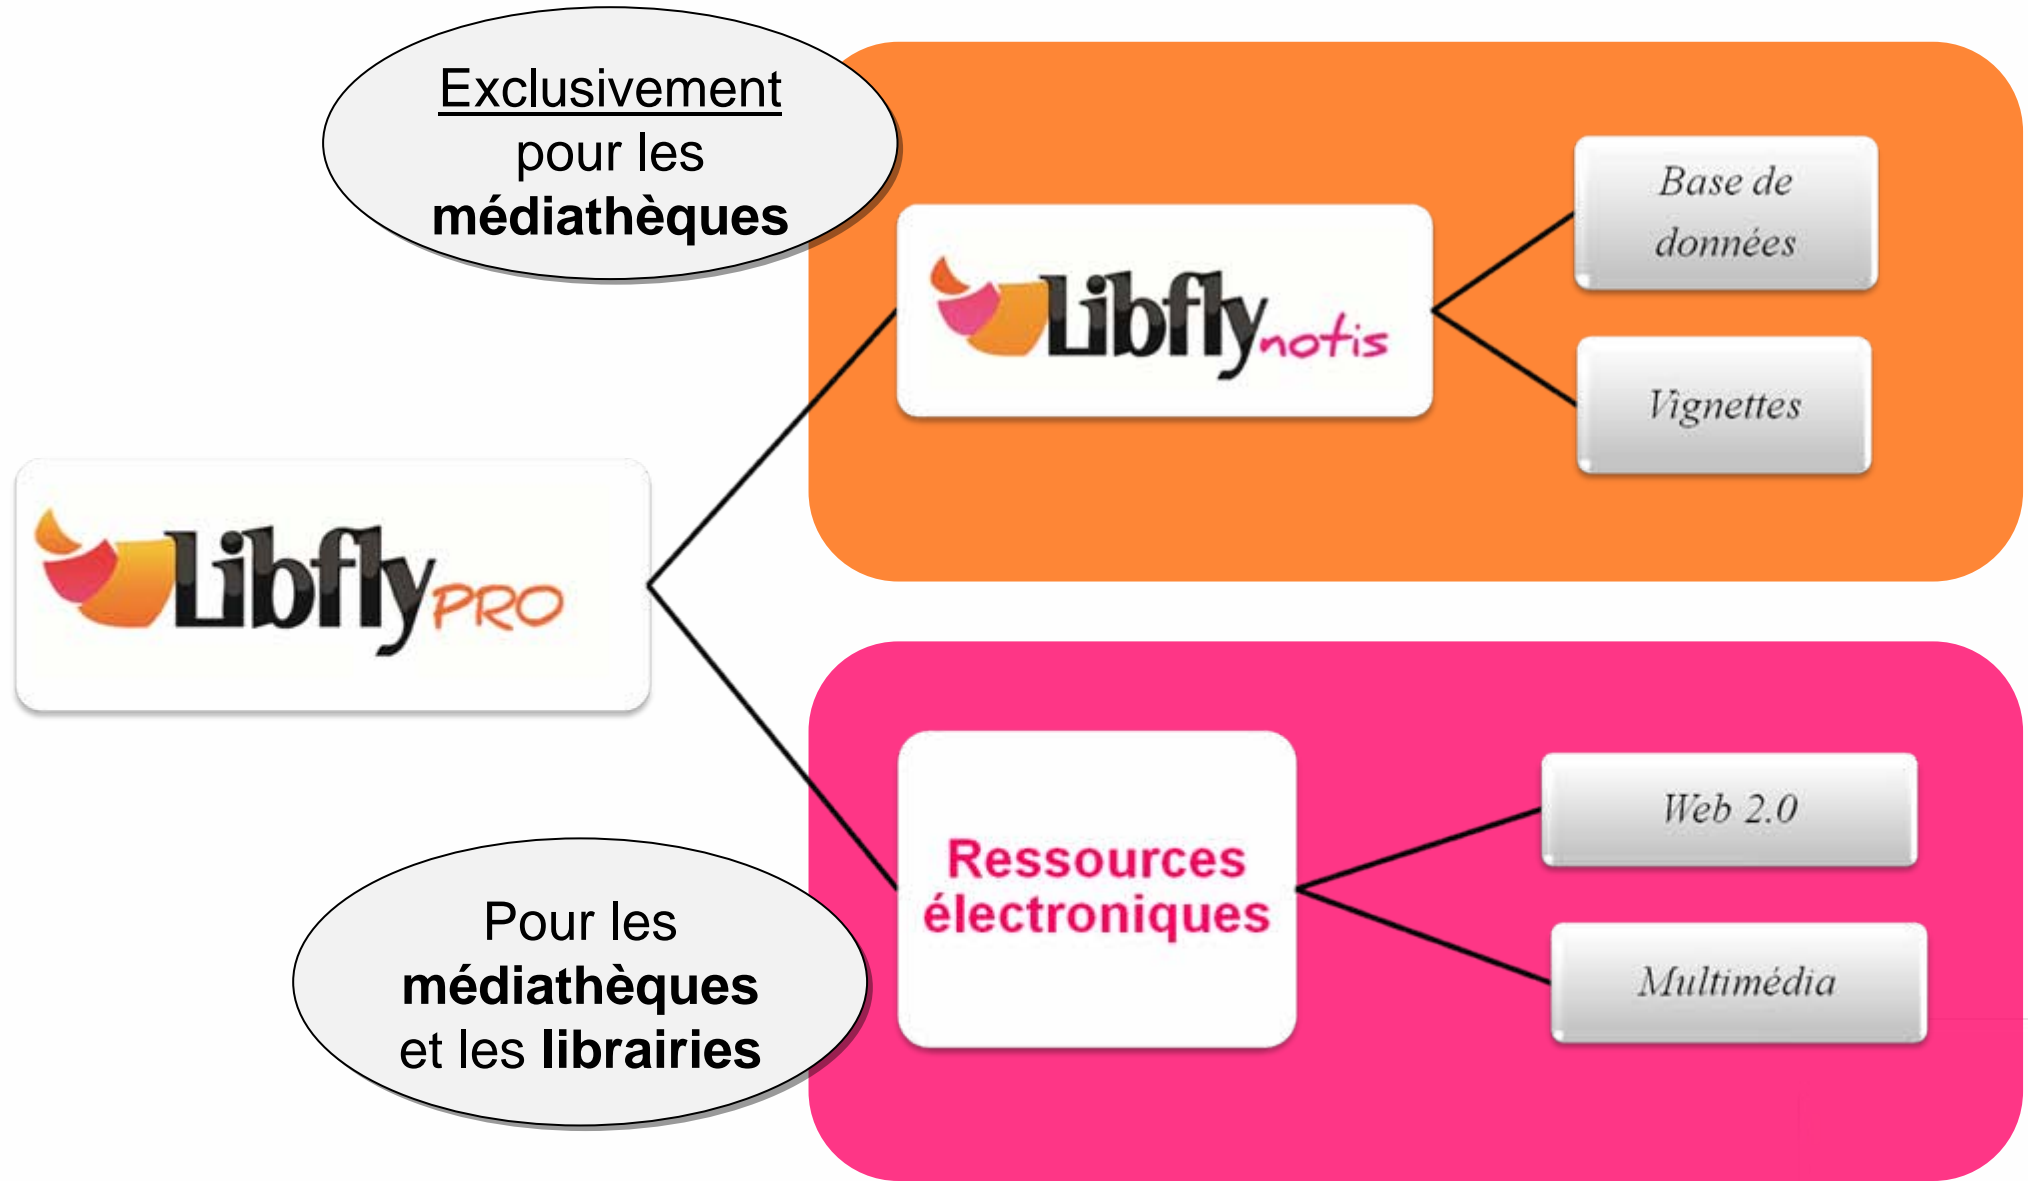 Exclusivement
pour les
médiathèques
Libfly notis
Base de
données
Vignettes
Libfly PRO
Pour les
médiathèques
et les librairies
Ressources
électroniques
Web 2.0
Multimédia